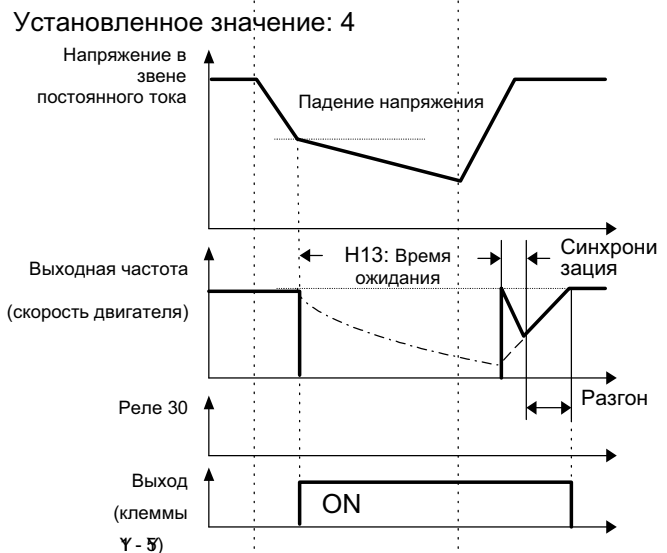 Установленное значение: 4
Напряжение в
звене
постоянного тока
Падение напряжения
Выходная частота
(скорость двигателя)
H13: Время
ожидания
Синхрони
зация
Разгон
Реле 30
Выход
(клеммы
ON